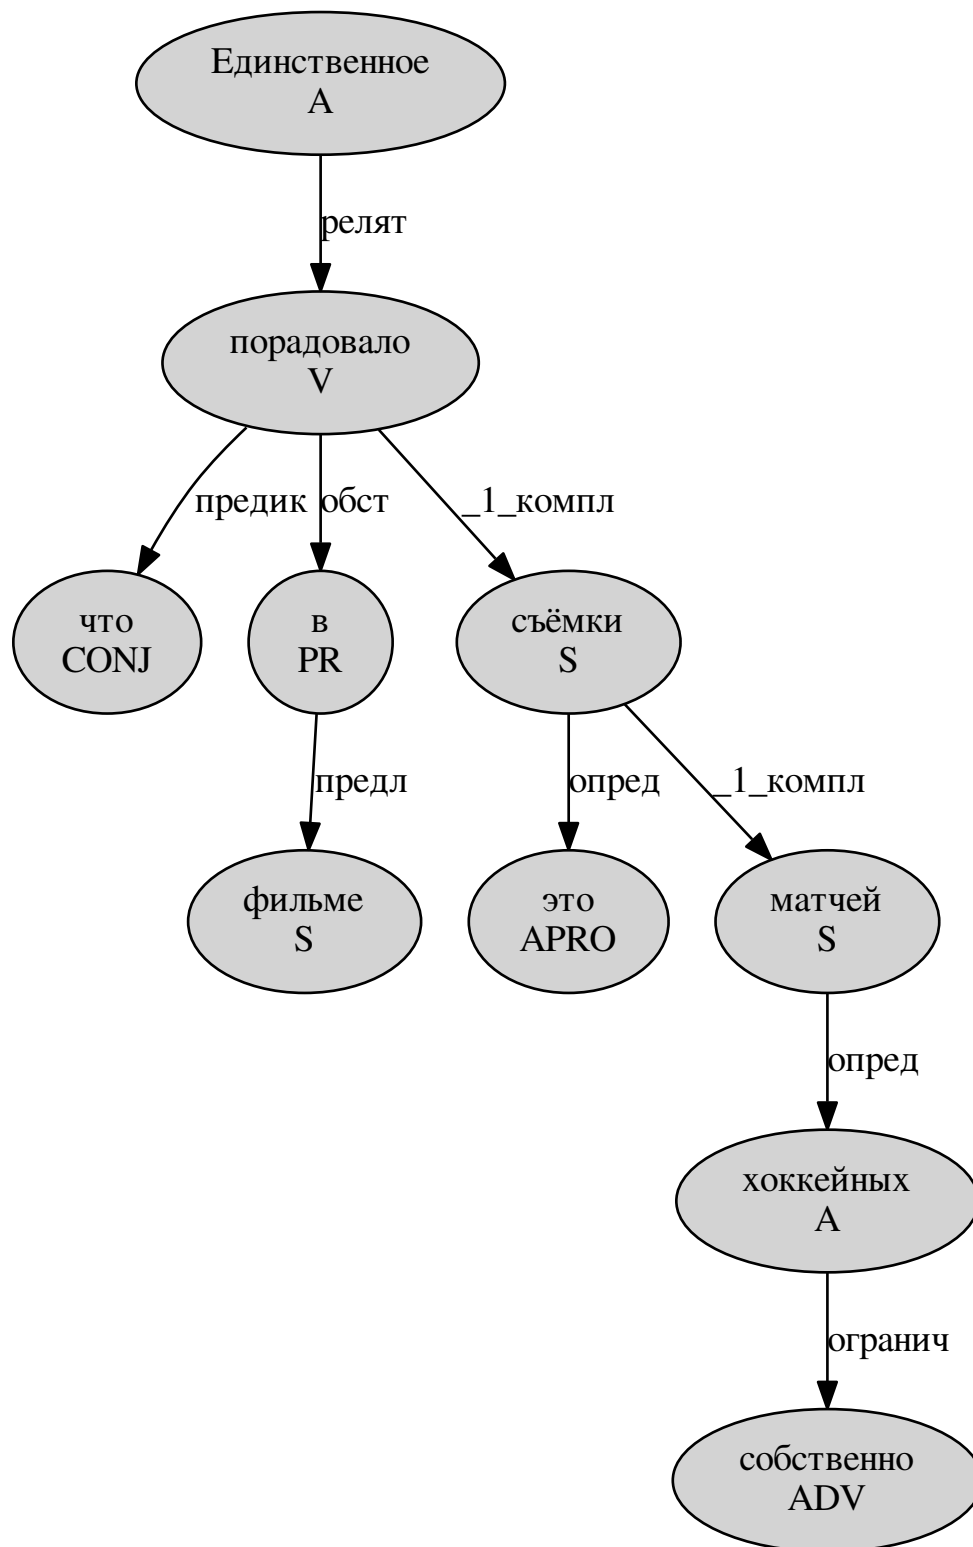 Единственное
A
релят
порадовало
V
предик
обст
_1_компл
что
CONJ
в
PR
съёмки
S
предл
опред
_1_компл
фильме
S
это
APRO
матчей
S
опред
хоккейных
A
огранич
собственно
ADV